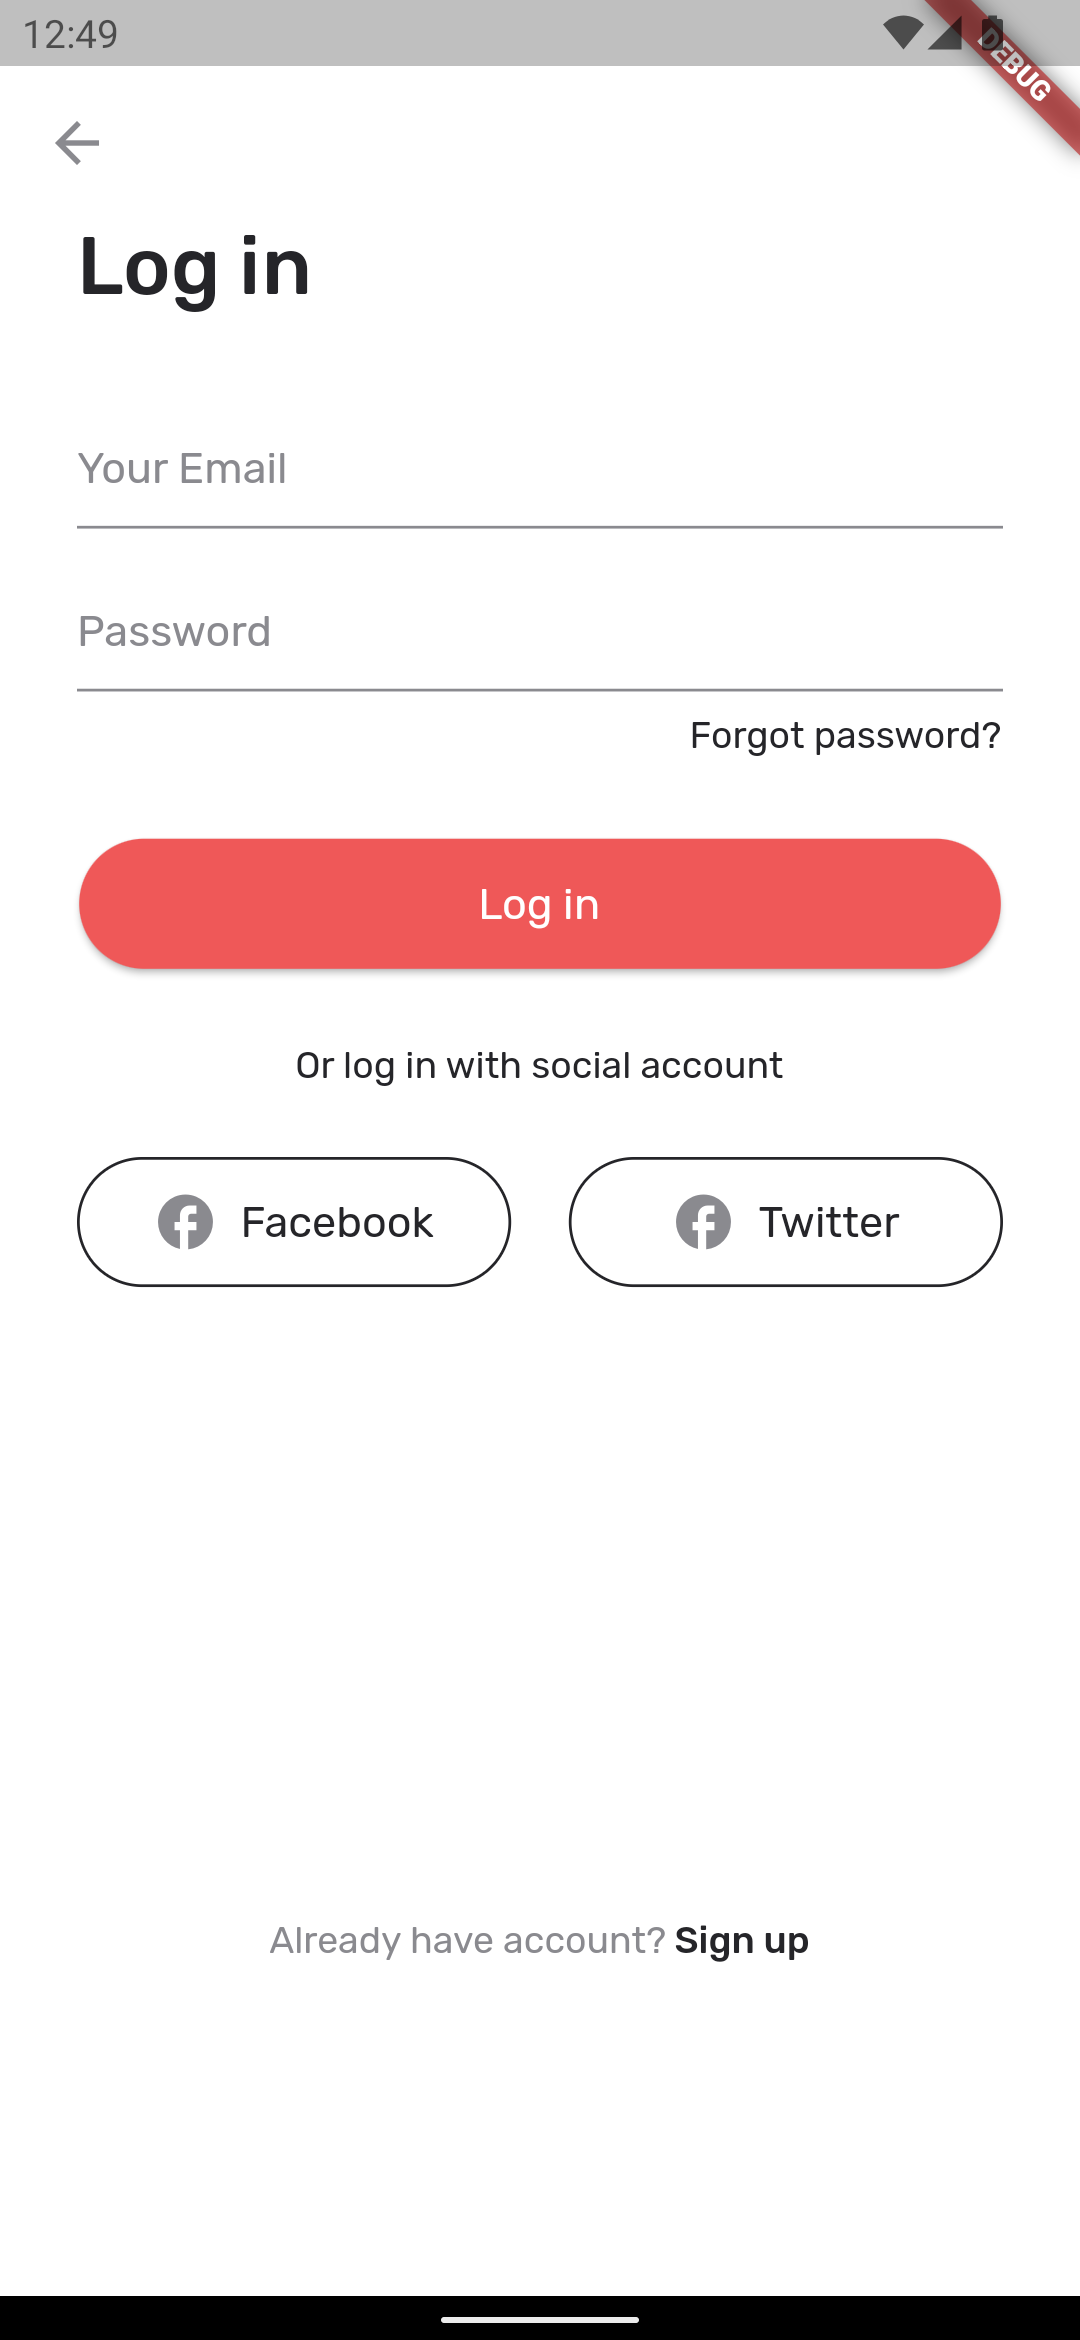 12:49
DEBUG
Log in
Your Email
Password
Forgot password?
Log in
Or log in with social account
Facebook
Twitter
Already have account? Sign up